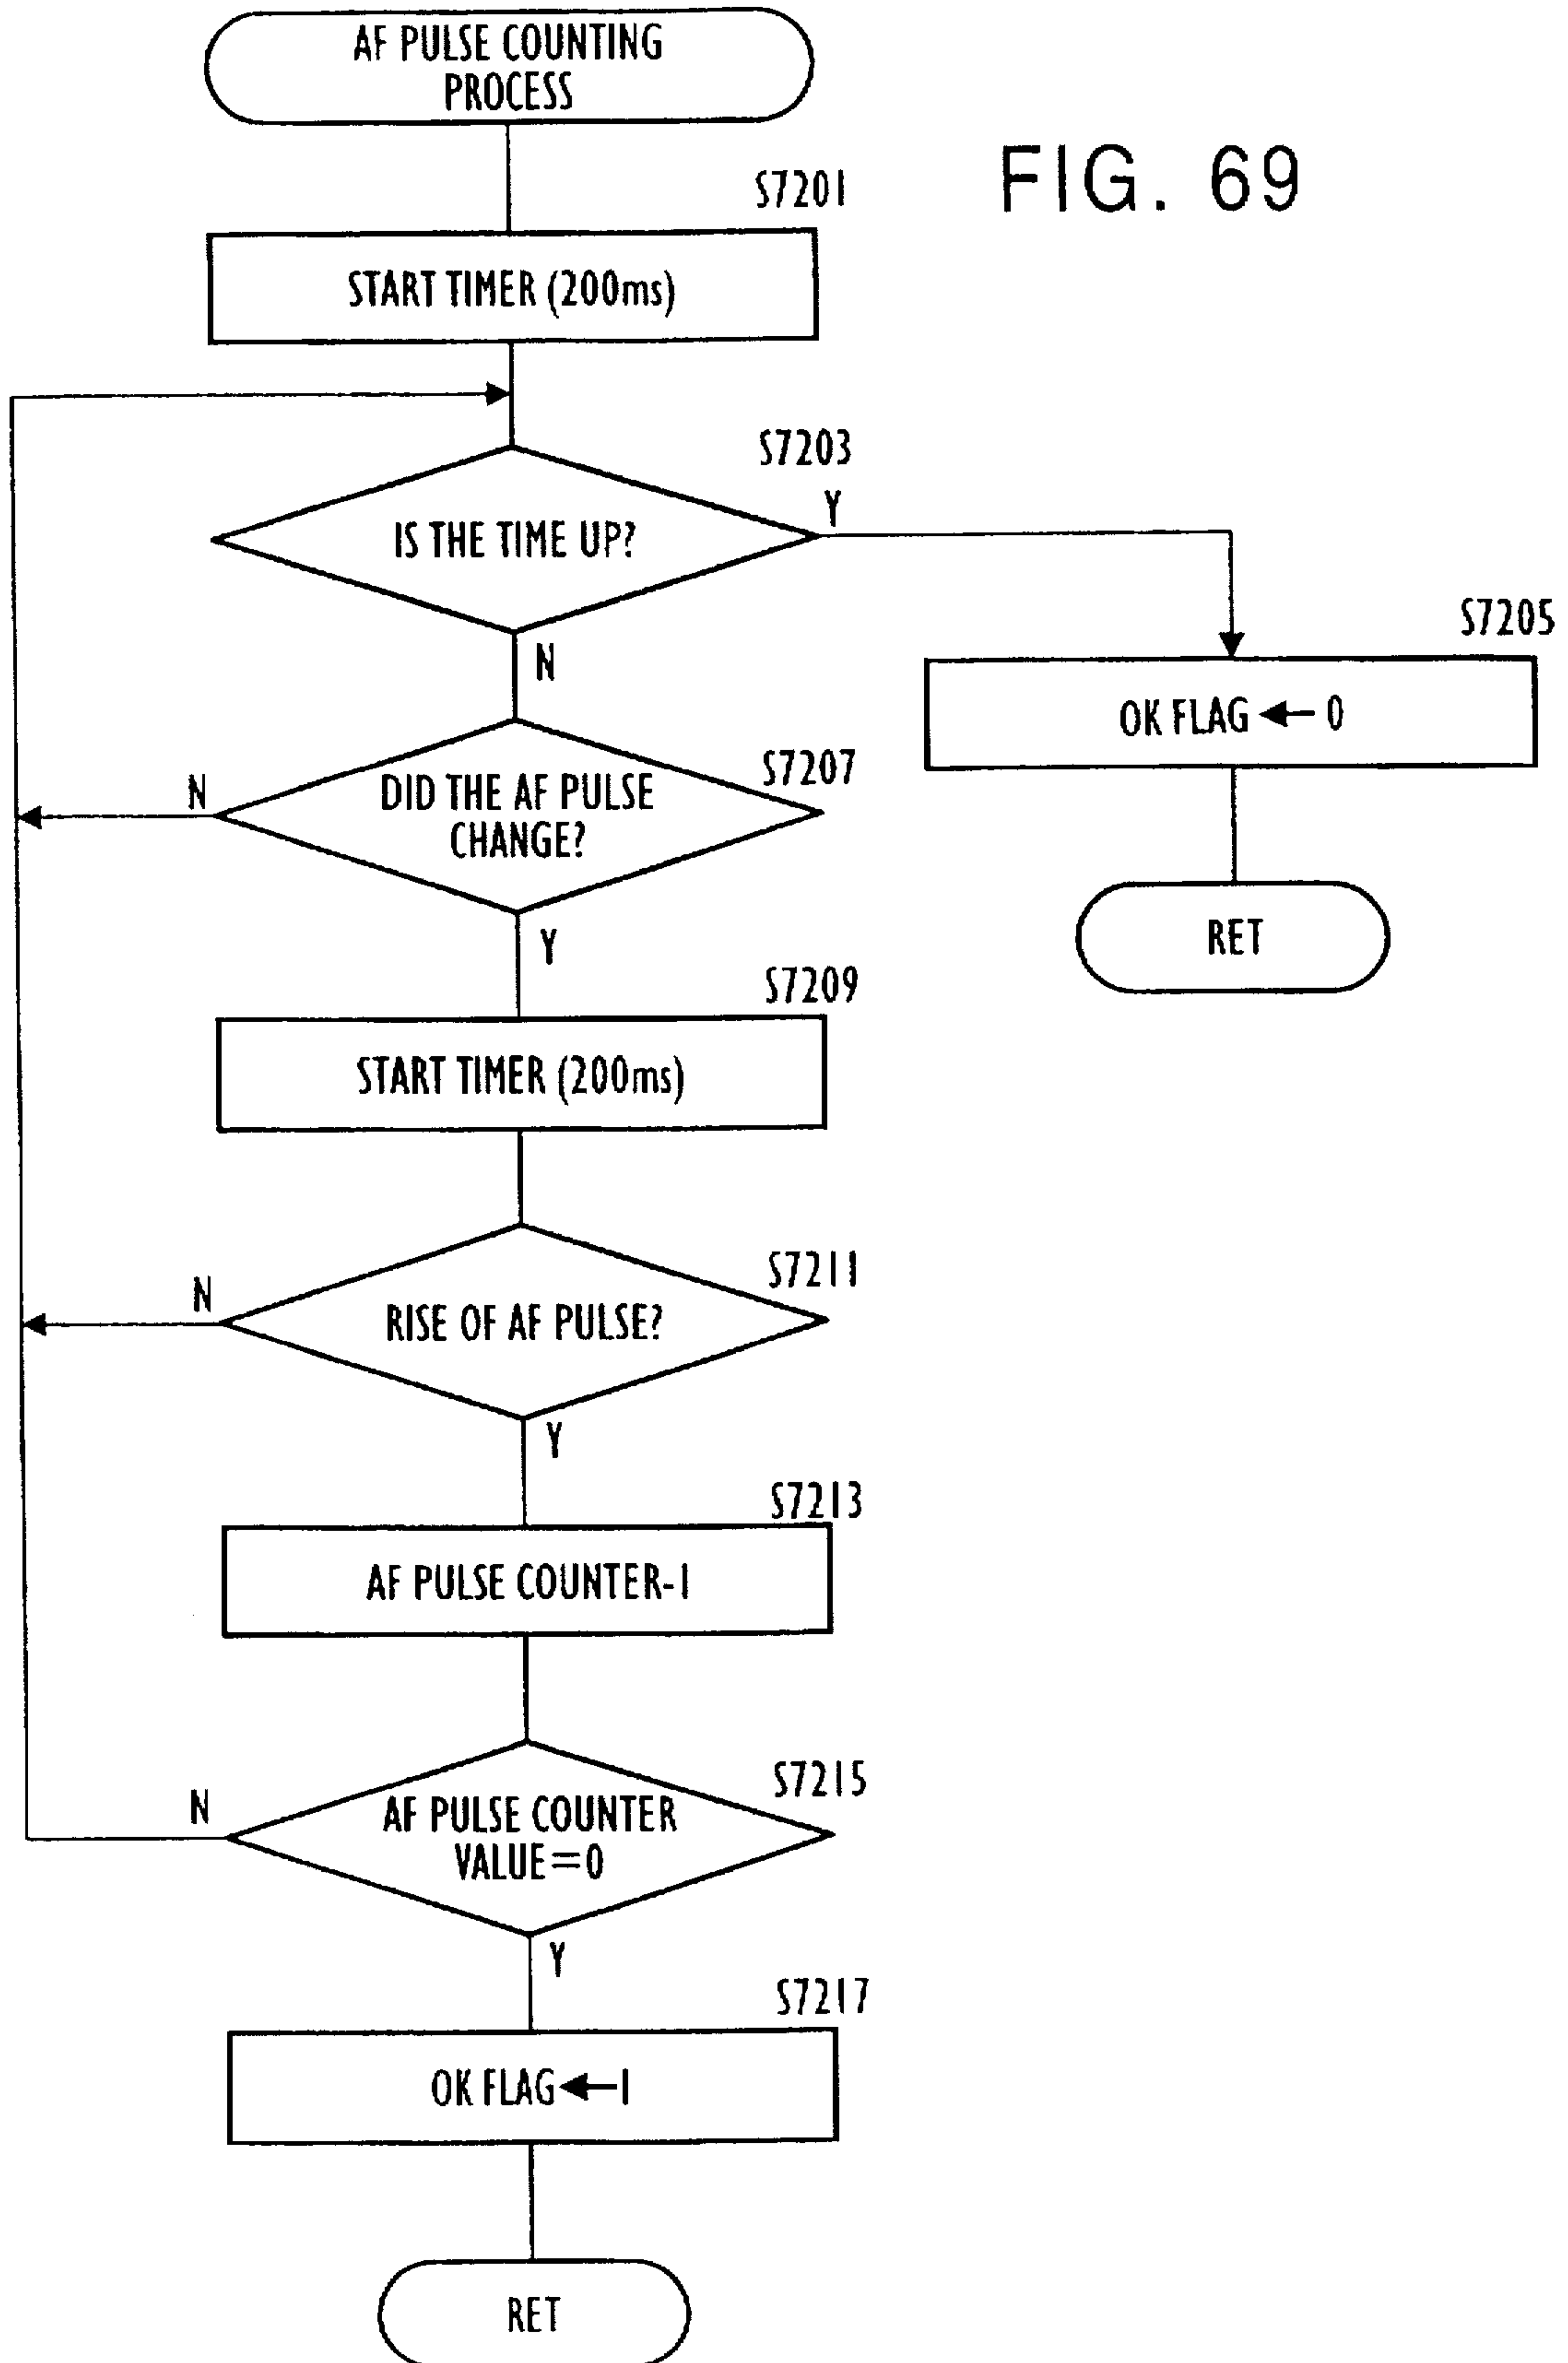 AF PULSE COUNTING
PROCESS
FIG. 69
S7201
START TIMER (200ms)
S7203
IS THE TIME UP?
Y
N
S7205
OK FLAG ← 0
RET
S7207
DID THE AF PULSE
CHANGE?
N
Y
S7209
START TIMER (200ms)
S7211
RISE OF AF PULSE?
N
Y
S7213
AF PULSE COUNTER-1
S7215
AF PULSE COUNTER
VALUE=0
N
Y
S7217
OK FLAG←1
RET